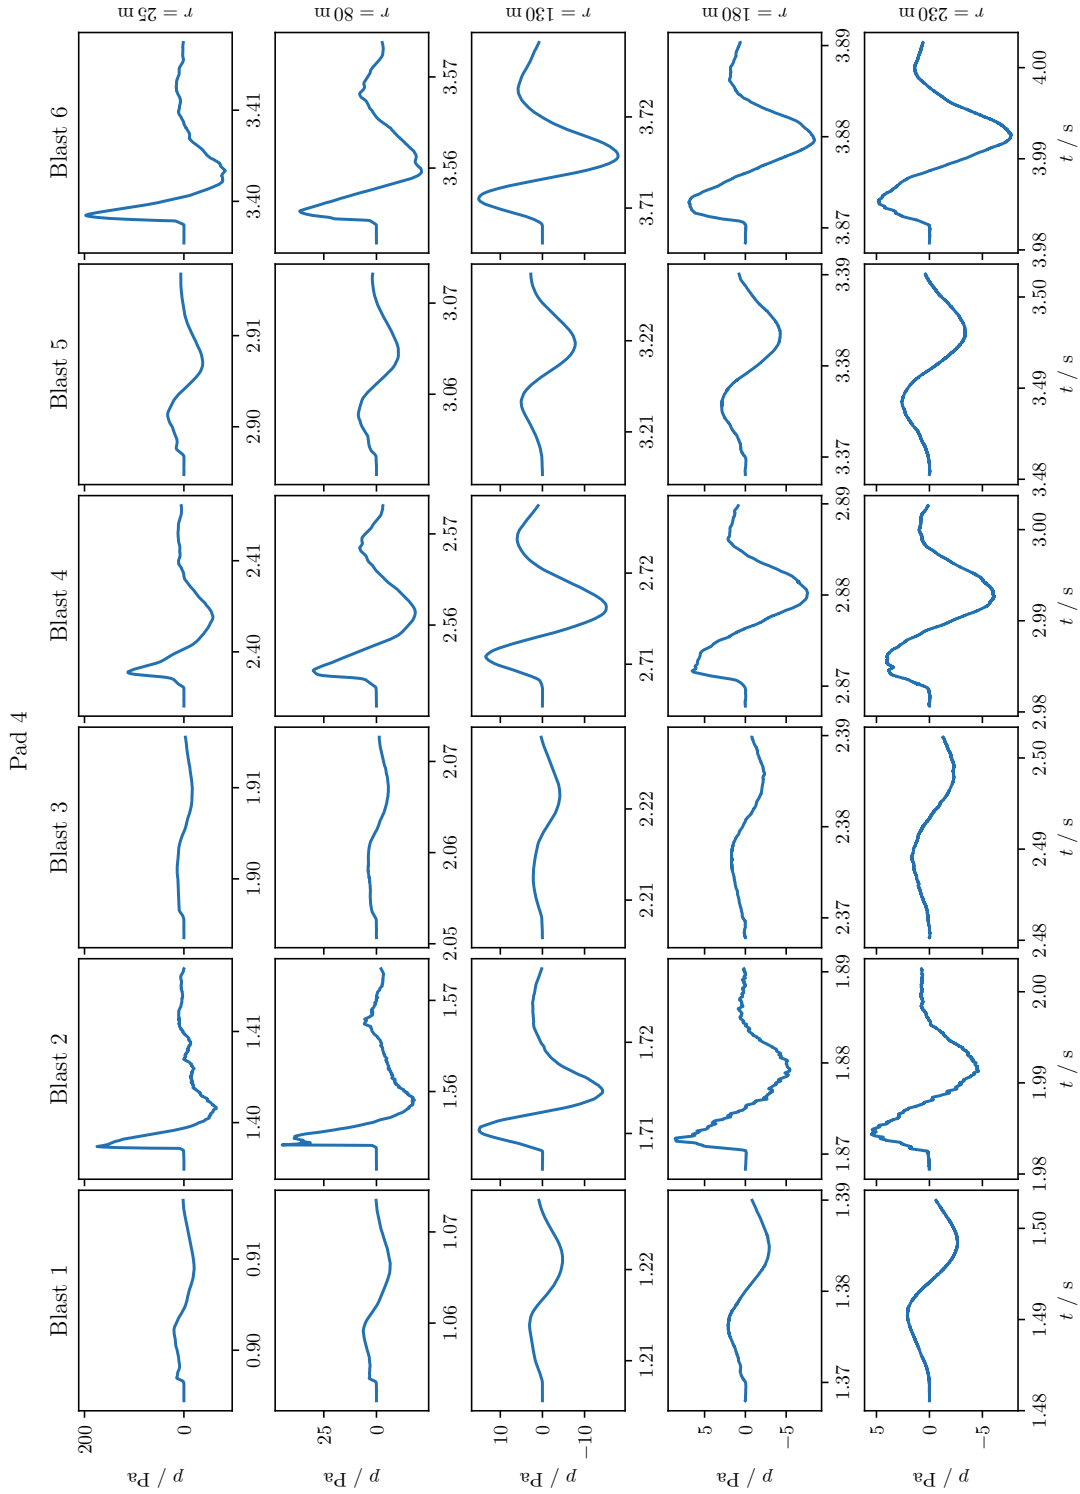 Pad 4
Blast 1 Blast 2 Blast 3 Blast 4 Blast 5 Blast 6
200
0
p / Pa
r = 25 m
0.90 0.91 1.40 1.41 1.90 1.91 2.40 2.41 2.90 2.91 3.40 3.41
25
0
p / Pa
r = 80 m
1.06 1.07 1.56 1.57 2.05 2.06 2.07 2.56 2.57 3.06 3.07 3.56 3.57
10
0
−10
p / Pa
r = 130 m
1.21 1.22 1.71 1.72 2.21 2.22 2.71 2.72 3.21 3.22 3.71 3.72
5
0
−5
p / Pa
r = 180 m
1.37 1.38 1.39 1.87 1.88 1.89 2.37 2.38 2.39 2.87 2.88 2.89 3.37 3.38 3.39 3.87 3.88 3.89
5
0
−5
p / Pa
r = 230 m
1.48 1.49 1.50 1.98 1.99 2.00 2.48 2.49 2.50 2.98 2.99 3.00 3.48 3.49 3.50 3.98 3.99 4.00
t / s t / s t / s t / s t / s t / s